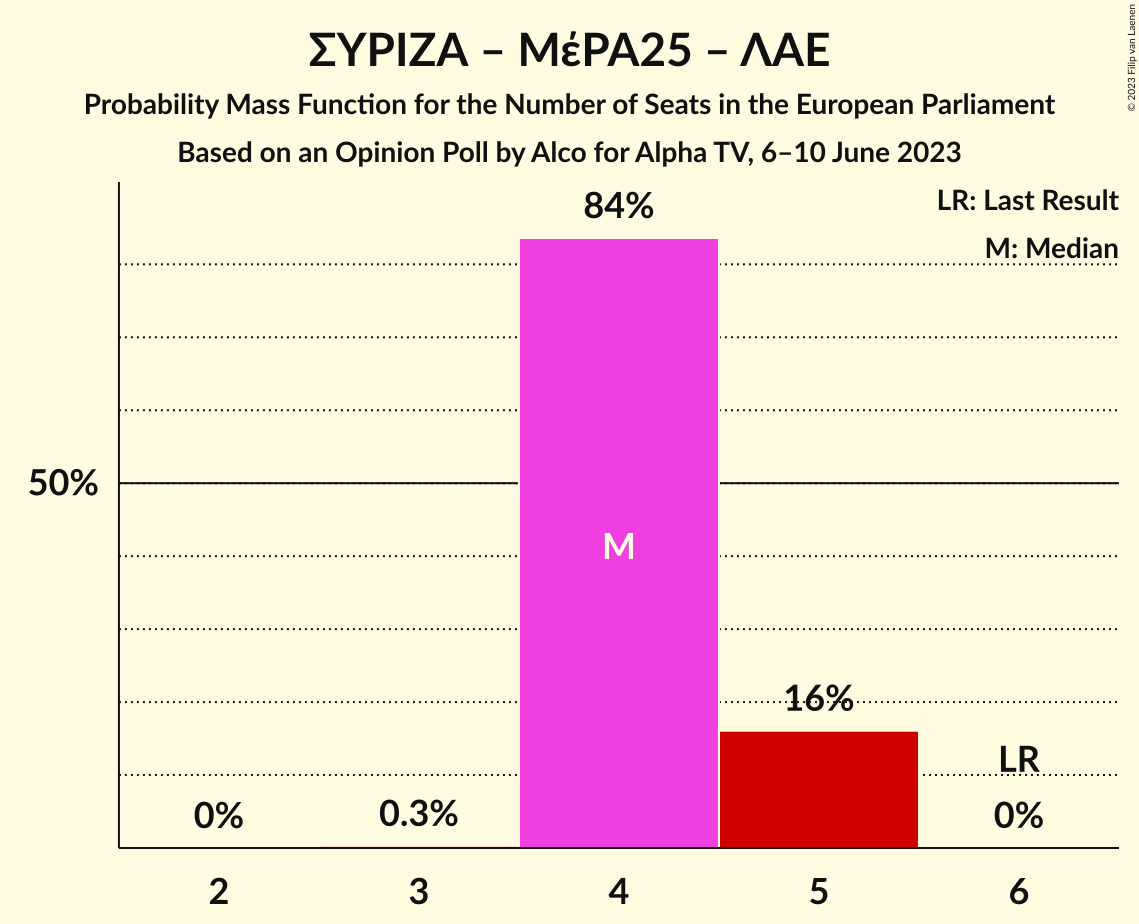 ΣΥΡΙΖΑ – ΜέΡΑ25 – ΛΑΕ
Probability Mass Function for the Number of Seats in the European Parliament
Based on an Opinion Poll by Alco for Alpha TV, 6–10 June 2023
© 2023 Filip van Laenen
LR: Last Result
M: Median
84%
50%
M
16%
LR
0%
0.3%
0%
2
3
4
5
6